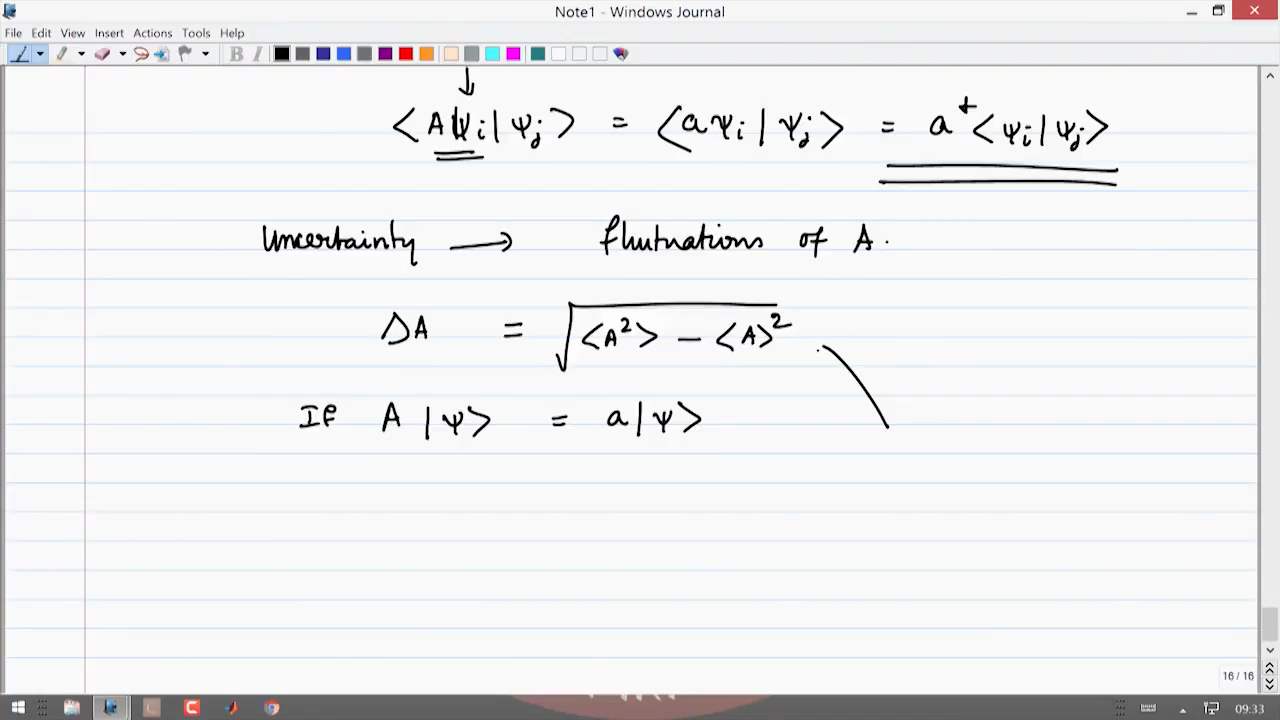 Note1 - Windows Journal
File Edit View Insert Actions Tools Help
B I
↓
< Aψi | ψj > = < aψi | ψj > = a+ < ψi | ψj >
Uncertainty → flutnations of A.
ΔA = √<A²> - <A>²
If A |ψ> = a|ψ>
16 / 16
09:33